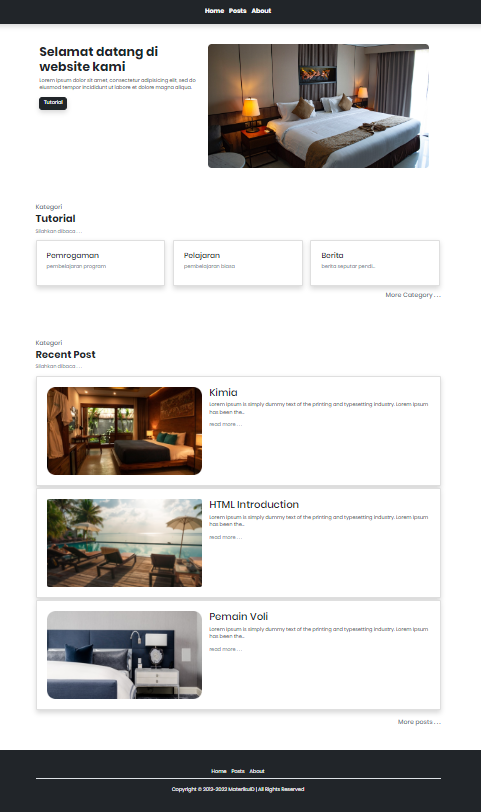 Home Posts About
Selamat datang di
website kami
Lorem ipsum dolor sit amet, consectetur adipisicing elit, sed do
eiusmod tempor incididunt ut labore et dolore magna aliqua.
Tutorial
Kategori
Tutorial
Silahkan dibaca. . .
Pemrogaman
pembelajaran program
Pelajaran
pembelajaran biasa
Berita
berita seputar pendi...
More Category . . .
Kategori
Recent Post
Silahkan dibaca. . .
Kimia
Lorem Ipsum is simply dummy text of the printing and typesetting industry. Lorem Ipsum
has been the...
read more. . .
HTML Introduction
Lorem Ipsum is simply dummy text of the printing and typesetting industry. Lorem Ipsum
has been the...
read more. . .
Pemain Voli
Lorem Ipsum is simply dummy text of the printing and typesetting industry. Lorem Ipsum
has been the...
read more. . .
More posts . . .
Home Posts About
Copyright © 2012-2022 MaterikuID | All Rights Reserved